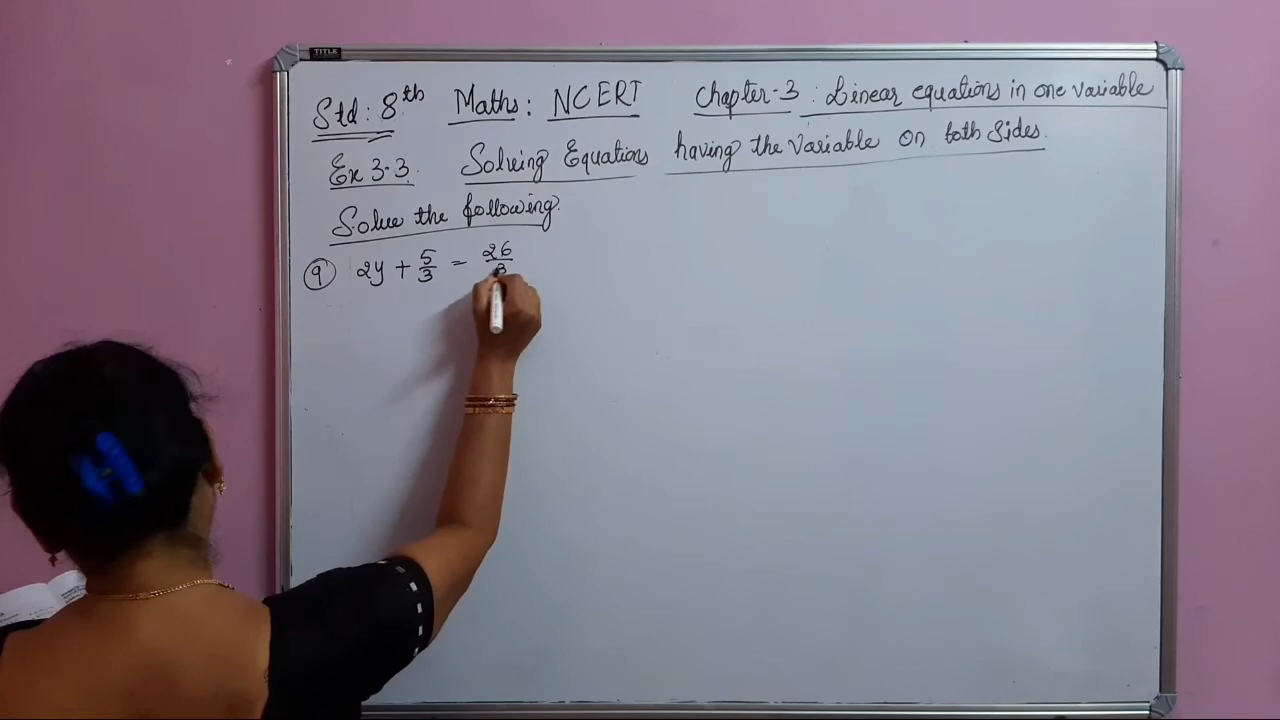 TITLE
Std: 8th Maths: NCERT Chapter-3: Linear equations in one variable
Ex 3.3. Solving Equations having the Variable on both sides.
Solve the following.
9 2y + 5/3 = 26/3